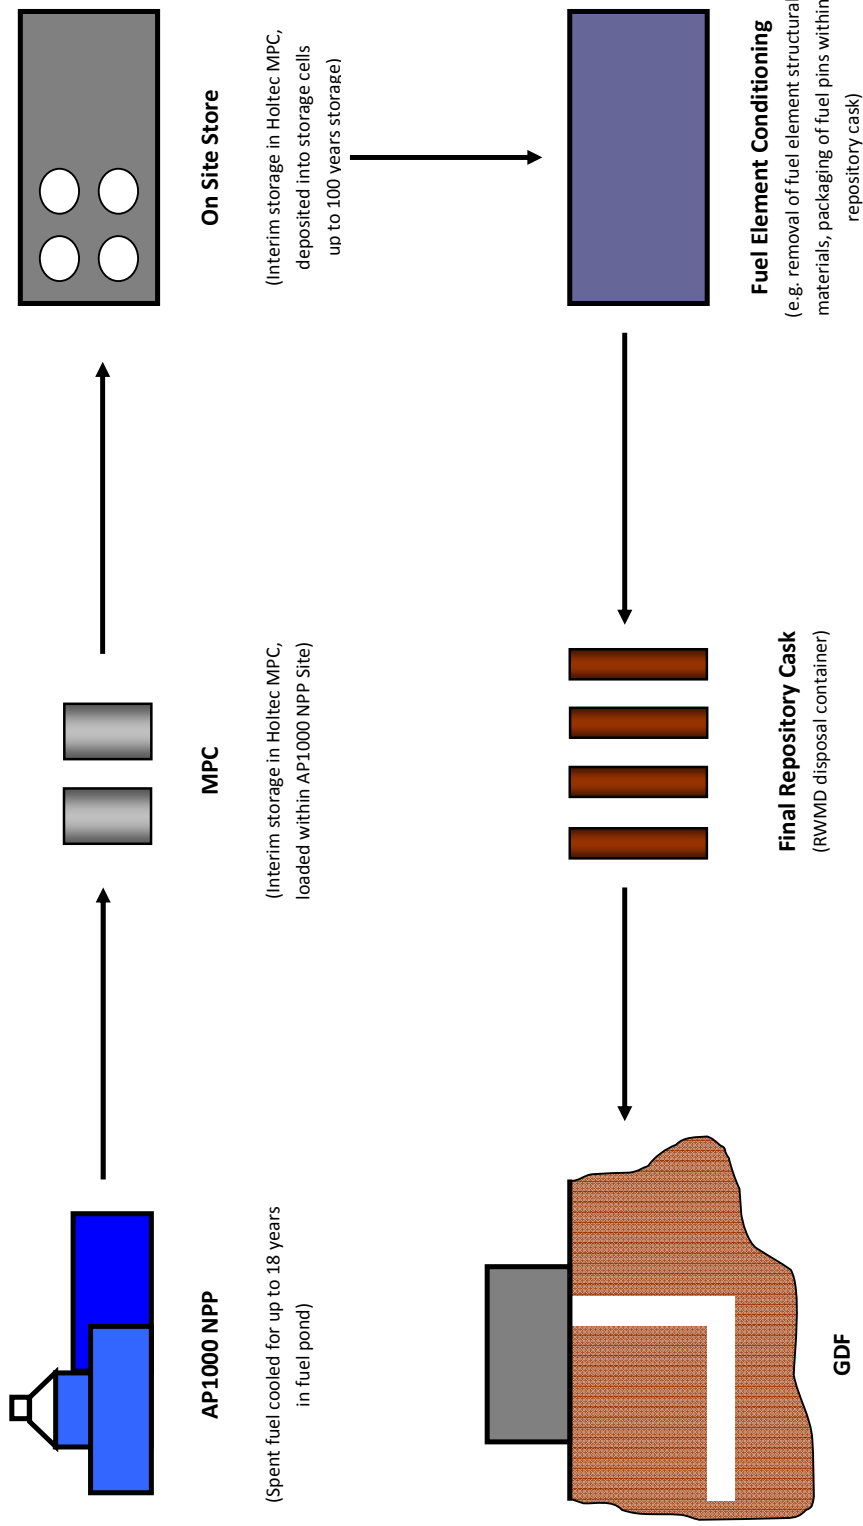 AP1000 NPP
(Spent fuel cooled for up to 18 years
in fuel pond)
MPC
(Interim storage in Holtec MPC,
loaded within AP1000 NPP Site)
On Site Store
(Interim storage in Holtec MPC,
deposited into storage cells
up to 100 years storage)
Fuel Element Conditioning
(e.g. removal of fuel element structural
materials, packaging of fuel pins within
repository cask)
Final Repository Cask
(RWMD disposal container)
GDF